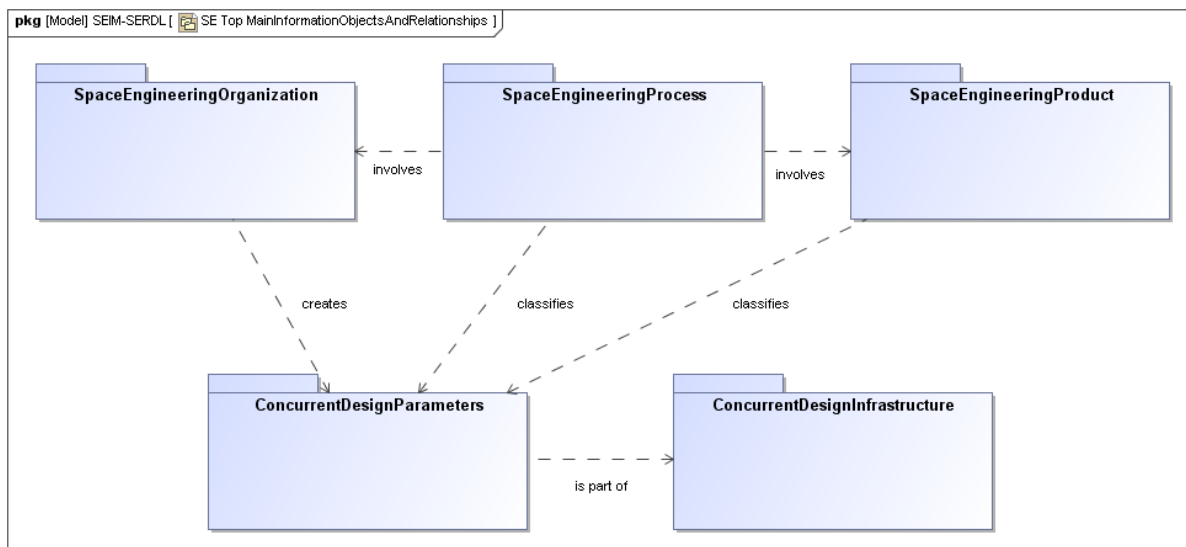 pkg [Model] SEIM-SERDL [ SE Top MainInformationObjectsAndRelationships ]
SpaceEngineeringOrganization
SpaceEngineeringProcess
SpaceEngineeringProduct
involves
involves
creates
classifies
classifies
ConcurrentDesignParameters
ConcurrentDesignInfrastructure
is part of